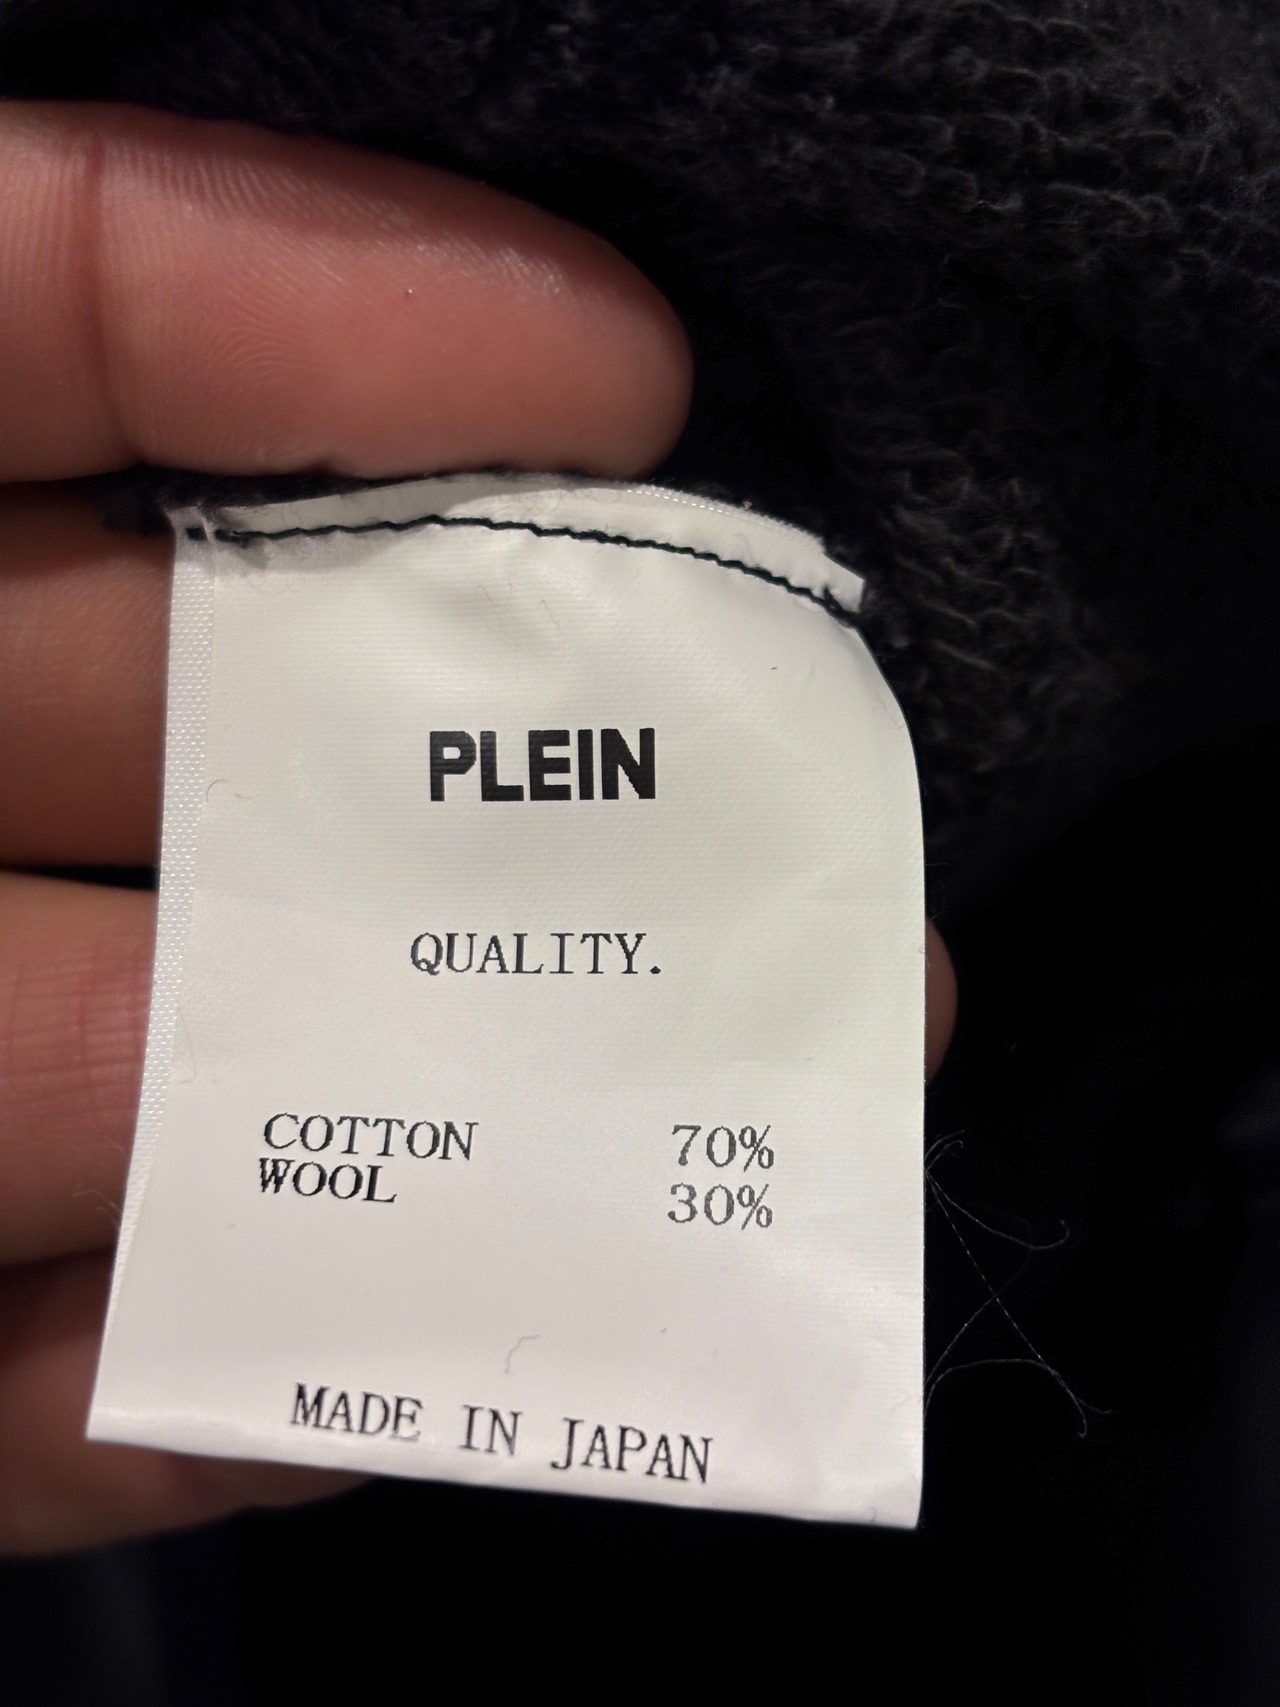 PLEIN
QUALITY.
COTTON 70%
WOOL 30%
MADE IN JAPAN